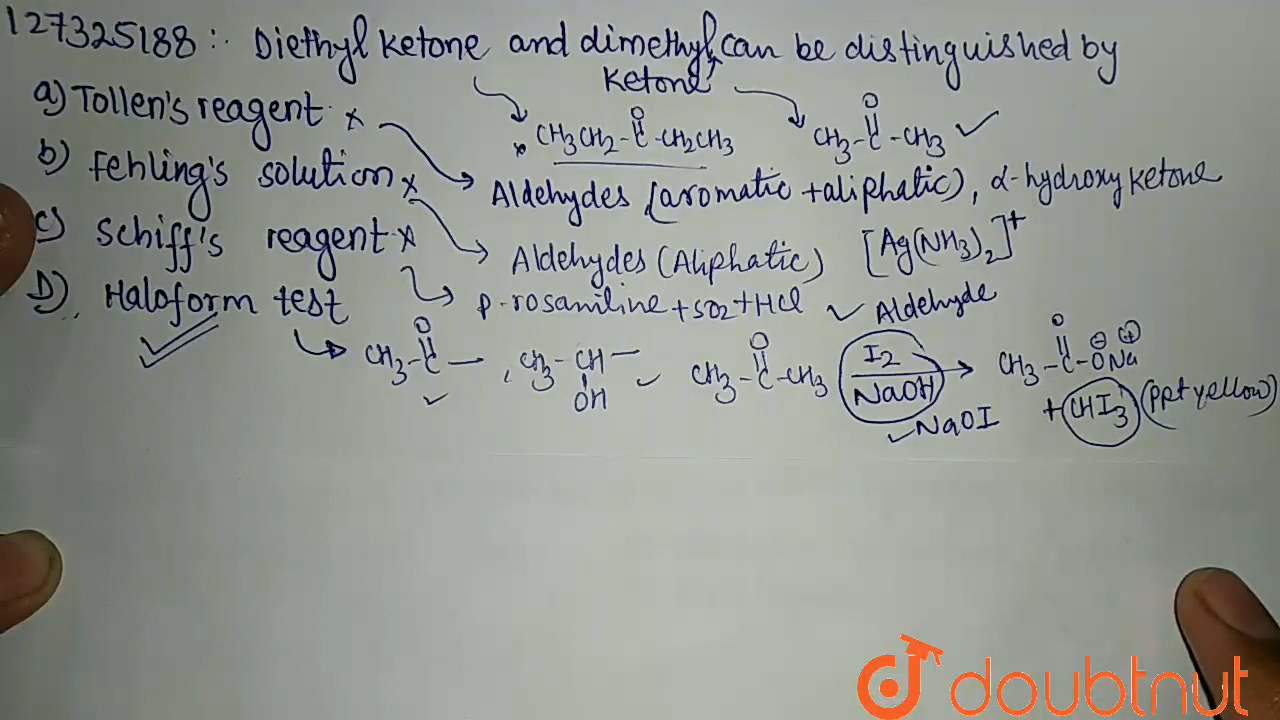 127325188:. Diethyl ketone and dimethyl can be distinguished by
ketone
a) Tollen's reagent ×
CH3CH2-C-CH2CH3
O
CH3-C-CH3
O
b) fehling's solution ×
Aldehydes (aromatic +aliphatic), α-hydroxy ketone
c) Schiff's reagent ×
Aldehydes (Aliphatic) [Ag(NH3)2]+
D) Haloform test
p-rosaniline + SO2 + HCl ✓ Aldehyde
O
CH3-C- , CH3-CH-
OH
O
CH3-C-CH3
I2
NaOH
✓NaOI
O
CH3-C-ONa
⊖ ⊕
+ CHI3 (ppt yellow)
doubtnut